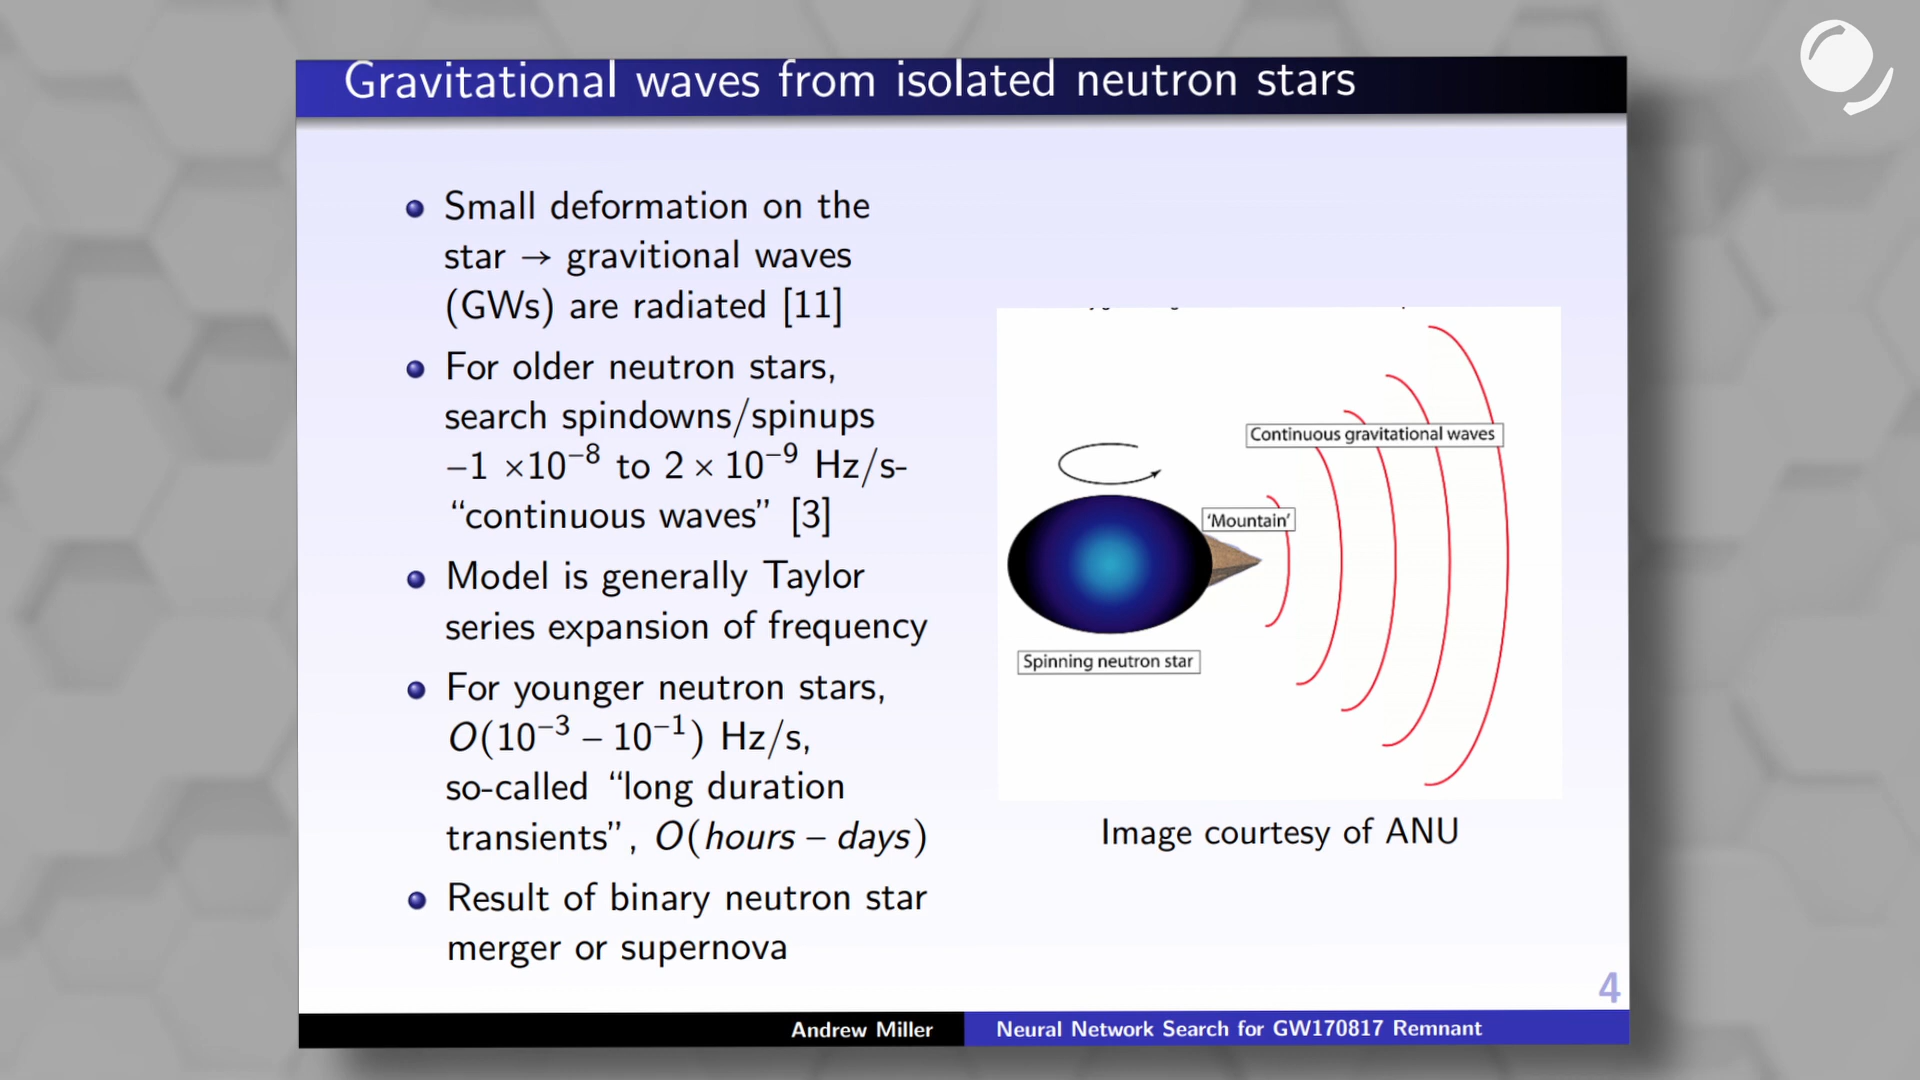 Gravitational waves from isolated neutron stars
Small deformation on the
star → gravitional waves
(GWs) are radiated [11]
For older neutron stars,
search spindowns/spinups
−1 ×10⁻⁸ to 2 × 10⁻⁹ Hz/s-
“continuous waves” [3]
Model is generally Taylor
series expansion of frequency
For younger neutron stars,
O(10⁻³ – 10⁻¹) Hz/s,
so-called “long duration
transients”, O(hours – days)
Result of binary neutron star
merger or supernova
Continuous gravitational waves
‘Mountain’
Spinning neutron star
Image courtesy of ANU
4
Andrew Miller
Neural Network Search for GW170817 Remnant